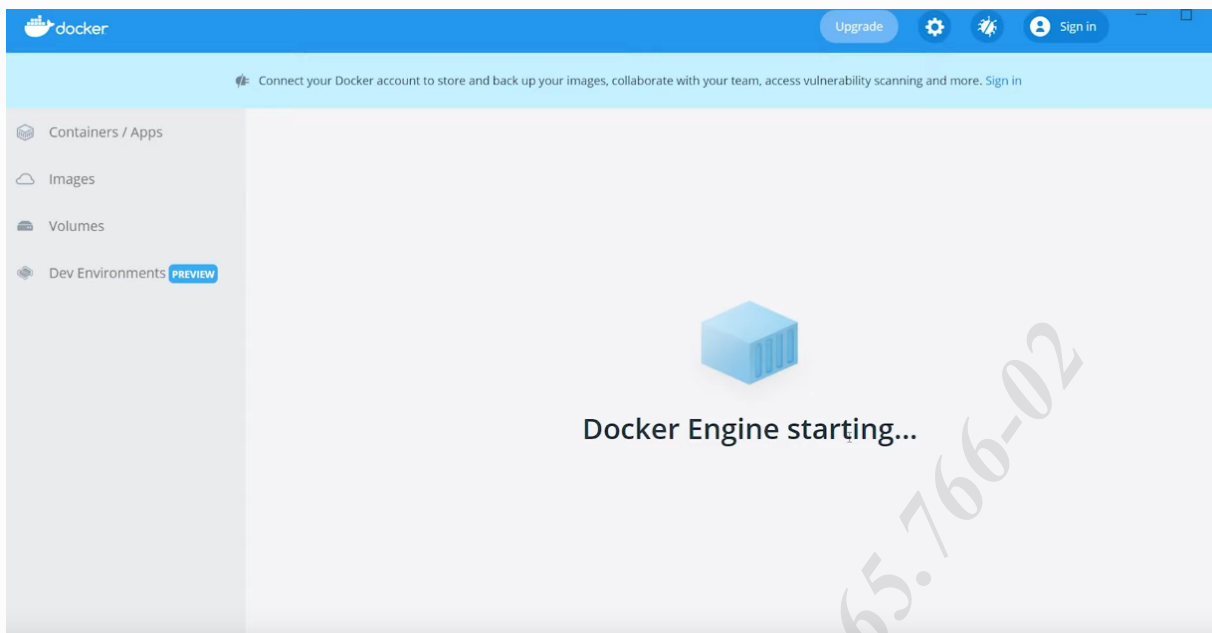 docker
Upgrade
Sign in
Connect your Docker account to store and back up your images, collaborate with your team, access vulnerability scanning and more. Sign in
Containers / Apps
Images
Volumes
Dev Environments PREVIEW
Docker Engine starting...
65.766-02